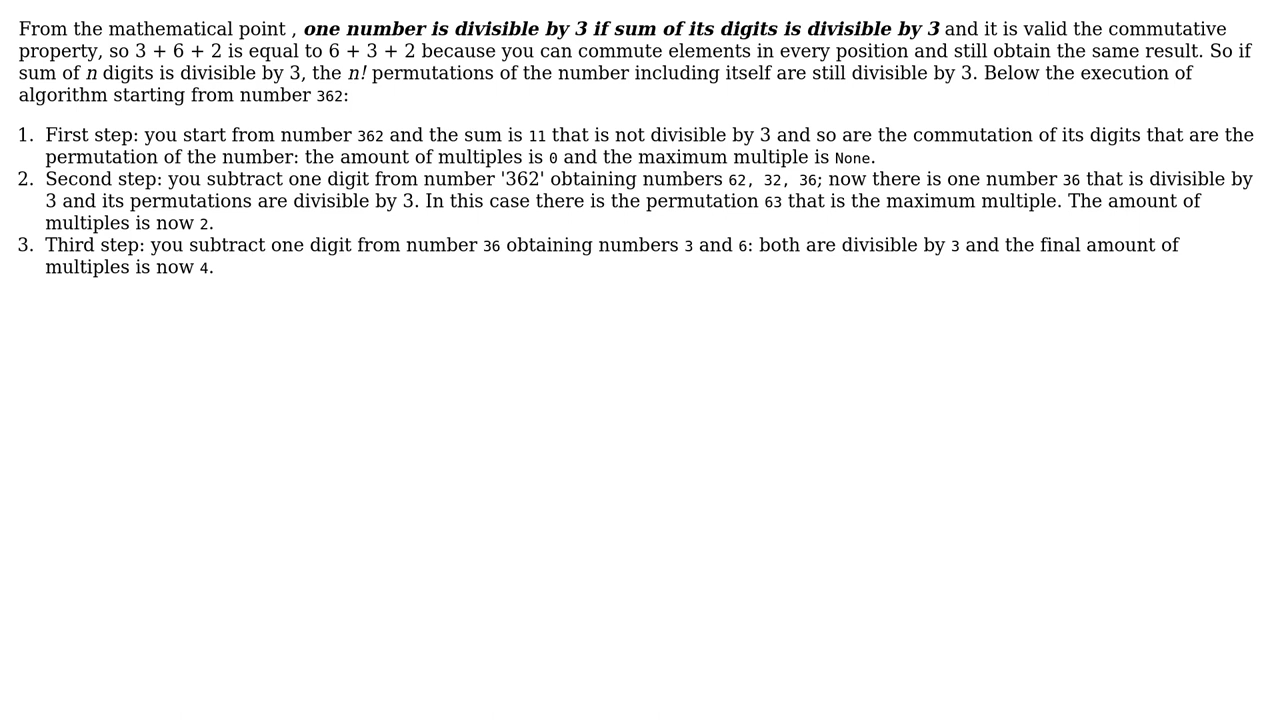 From the mathematical point , one number is divisible by 3 if sum of its digits is divisible by 3 and it is valid the commutative
property, so 3 + 6 + 2 is equal to 6 + 3 + 2 because you can commute elements in every position and still obtain the same result. So if
sum of n digits is divisible by 3, the n! permutations of the number including itself are still divisible by 3. Below the execution of
algorithm starting from number 362:
1. First step: you start from number 362 and the sum is 11 that is not divisible by 3 and so are the commutation of its digits that are the
permutation of the number: the amount of multiples is 0 and the maximum multiple is None.
2. Second step: you subtract one digit from number '362' obtaining numbers 62, 32, 36; now there is one number 36 that is divisible by
3 and its permutations are divisible by 3. In this case there is the permutation 63 that is the maximum multiple. The amount of
multiples is now 2.
3. Third step: you subtract one digit from number 36 obtaining numbers 3 and 6: both are divisible by 3 and the final amount of
multiples is now 4.